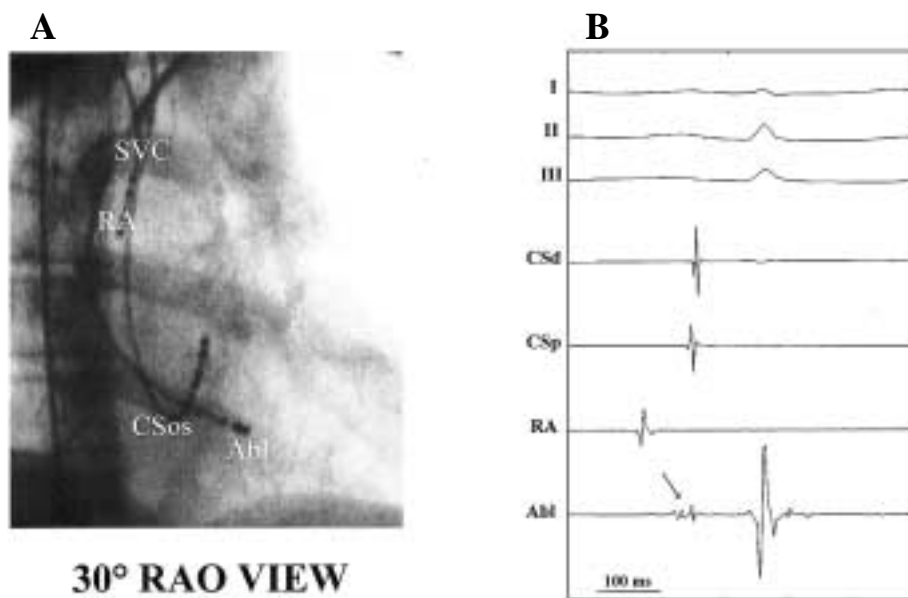 A
SVC
RA
CSos
Abl
30° RAO VIEW
B
I
II
III
CSd
CSp
RA
Abl
100 ms